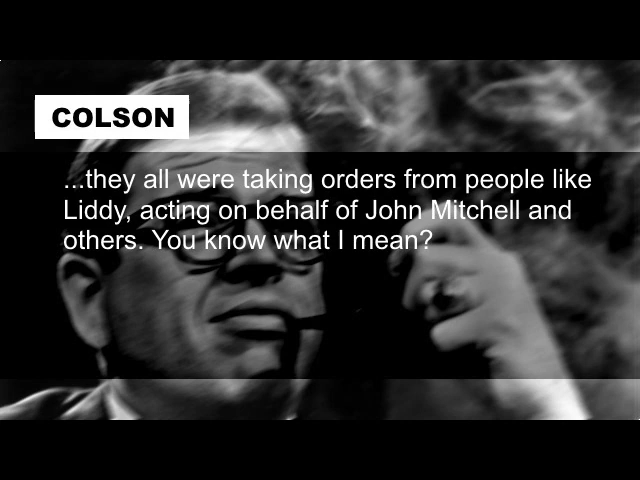 COLSON
...they all were taking orders from people like
Liddy, acting on behalf of John Mitchell and
others. You know what I mean?